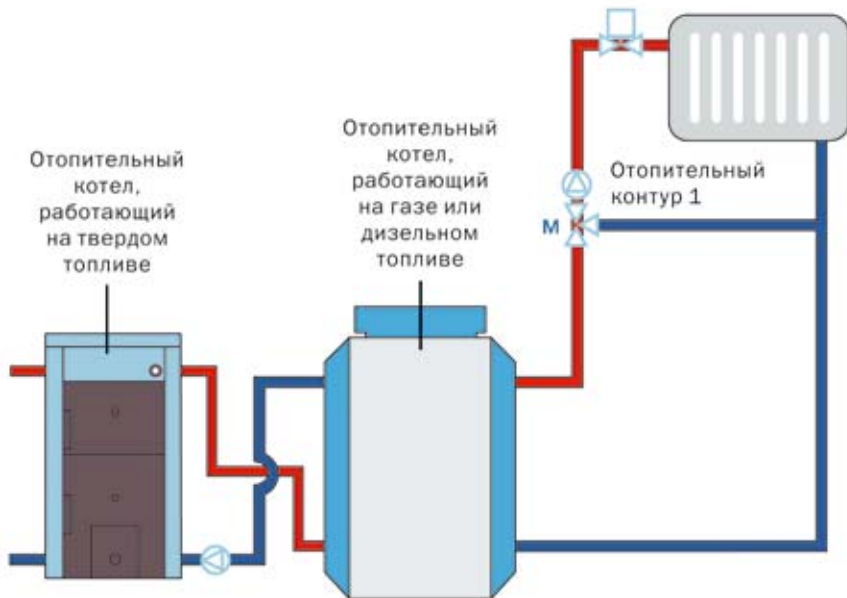 Отопительный
котел,
работающий
на твердом
топливе
Отопительный
котел,
работающий
на газе или
дизельном
топливе
Отопительный
контур 1
М